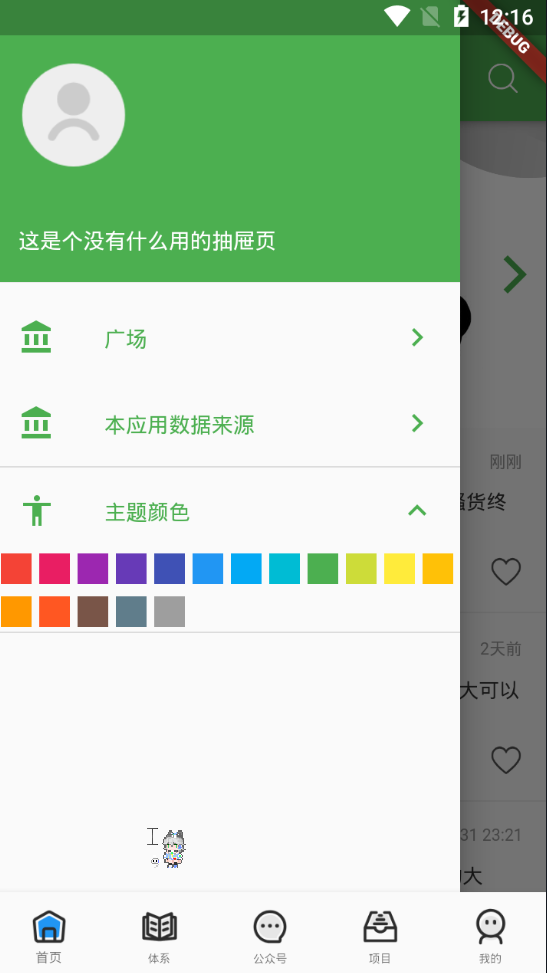 12:16
DEBUG
这是个没有什么用的抽屉页
广场
刚刚
本应用数据来源
货终
主题颜色
2天前
大可以
31 23:21
大
首页
体系
公众号
项目
我的